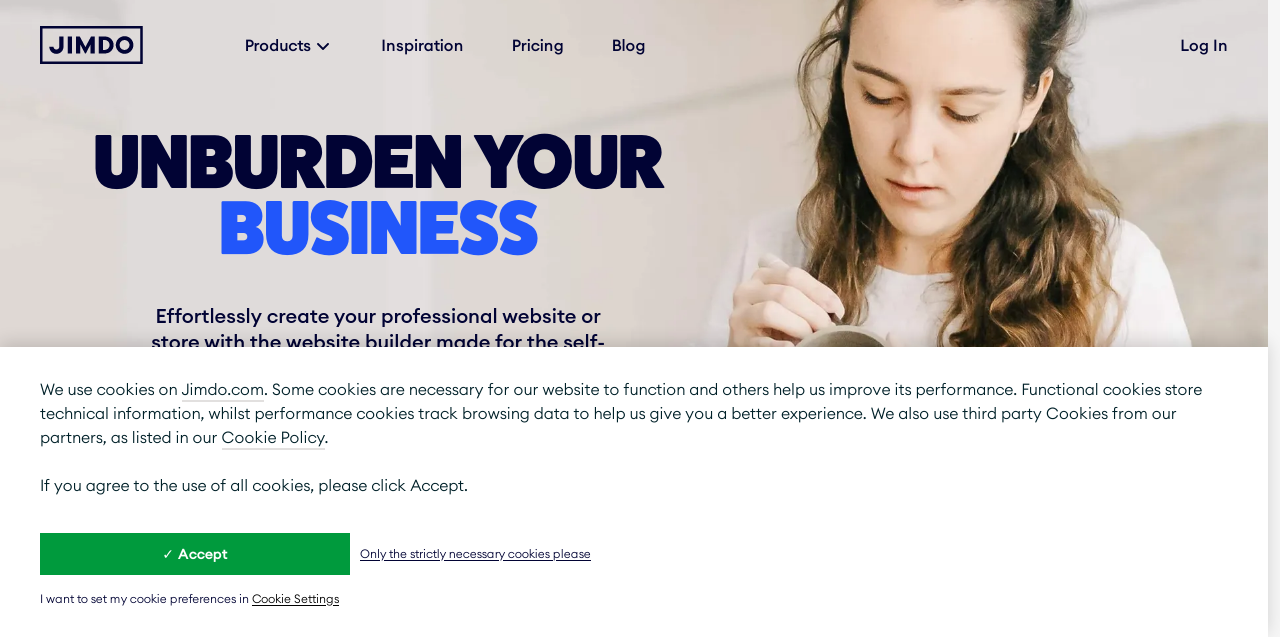 JIMDO
Products
Inspiration
Pricing
Blog
Log In
UNBURDEN YOUR
BUSINESS
Effortlessly create your professional website or
store with the website builder made for the self-
We use cookies on Jimdo.com. Some cookies are necessary for our website to function and others help us improve its performance. Functional cookies store
technical information, whilst performance cookies track browsing data to help us give you a better experience. We also use third party Cookies from our
partners, as listed in our Cookie Policy.
If you agree to the use of all cookies, please click Accept.
✓ Accept
Only the strictly necessary cookies please
I want to set my cookie preferences in Cookie Settings